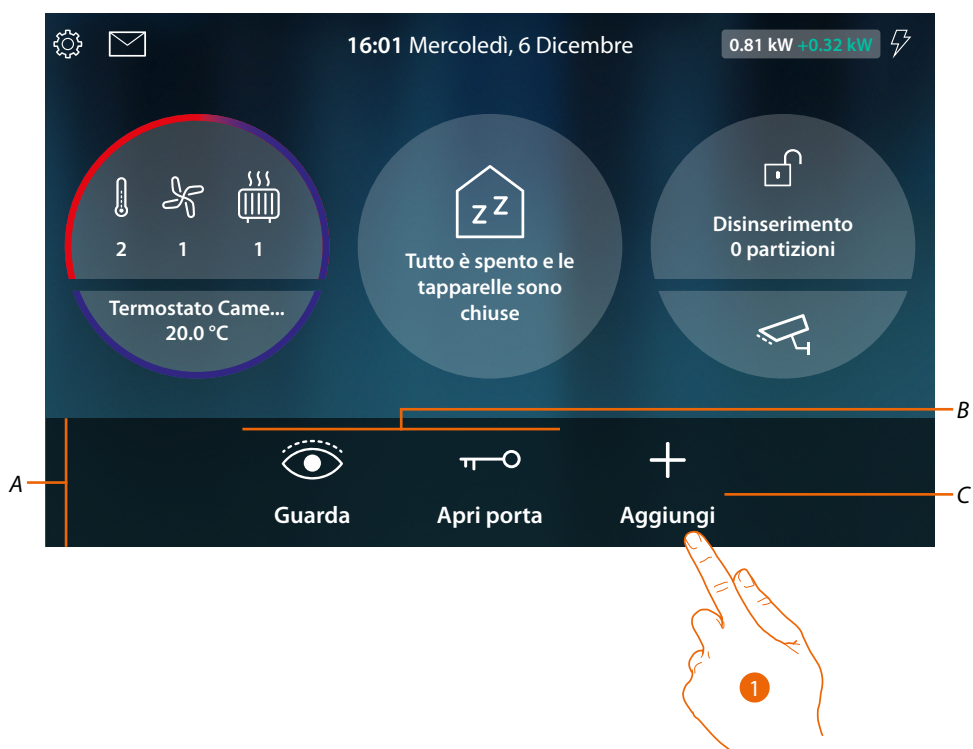 16:01 Mercoledì, 6 Dicembre
0.81 kW +0.32 kW
2 1 1
Termostato Came...
20.0 °C
z Z
Tutto è spento e le
tapparelle sono
chiuse
Disinserimento
0 partizioni
B
A
C
Guarda
Apri porta
Aggiungi
1